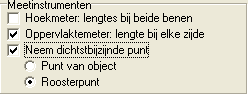 Meetinstrumenten
Hoekmeter: lengtes bij beide benen
Oppervlaktemeter: lengte bij elke zijde
Neem dichtstbijzijnde punt
Punt van object
Roosterpunt